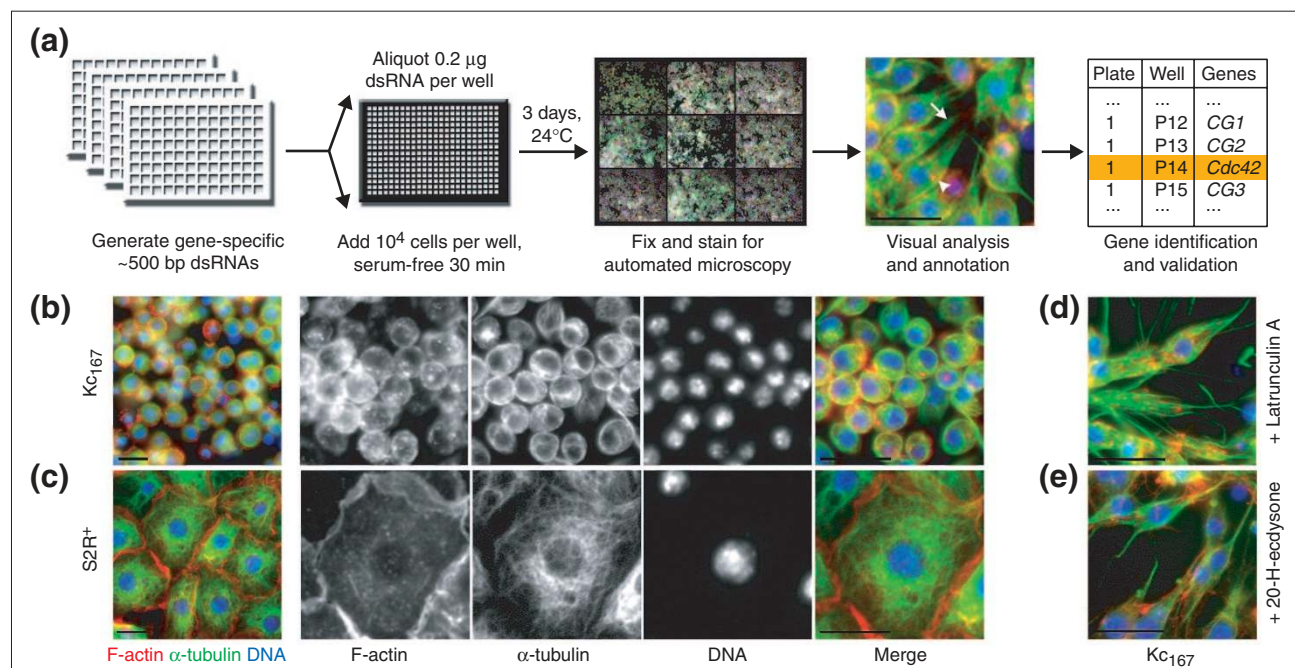 (a)
Generate gene-specific
~500 bp dsRNAs
Aliquot 0.2 μg
dsRNA per well
Add 10⁴ cells per well,
serum-free 30 min
3 days,
24°C
Fix and stain for
automated microscopy
Visual analysis
and annotation
Plate Well Genes
... ... ...
1 P12 CG1
1 P13 CG2
1 P14 Cdc42
1 P15 CG3
... ... ...
Gene identification
and validation
(b)
Kc₁₆₇
(c)
S2R⁺
F-actin α-tubulin DNA
F-actin
α-tubulin
DNA
Merge
(d)
+ Latrunculin A
(e)
+ 20-H-ecdysone
Kc₁₆₇